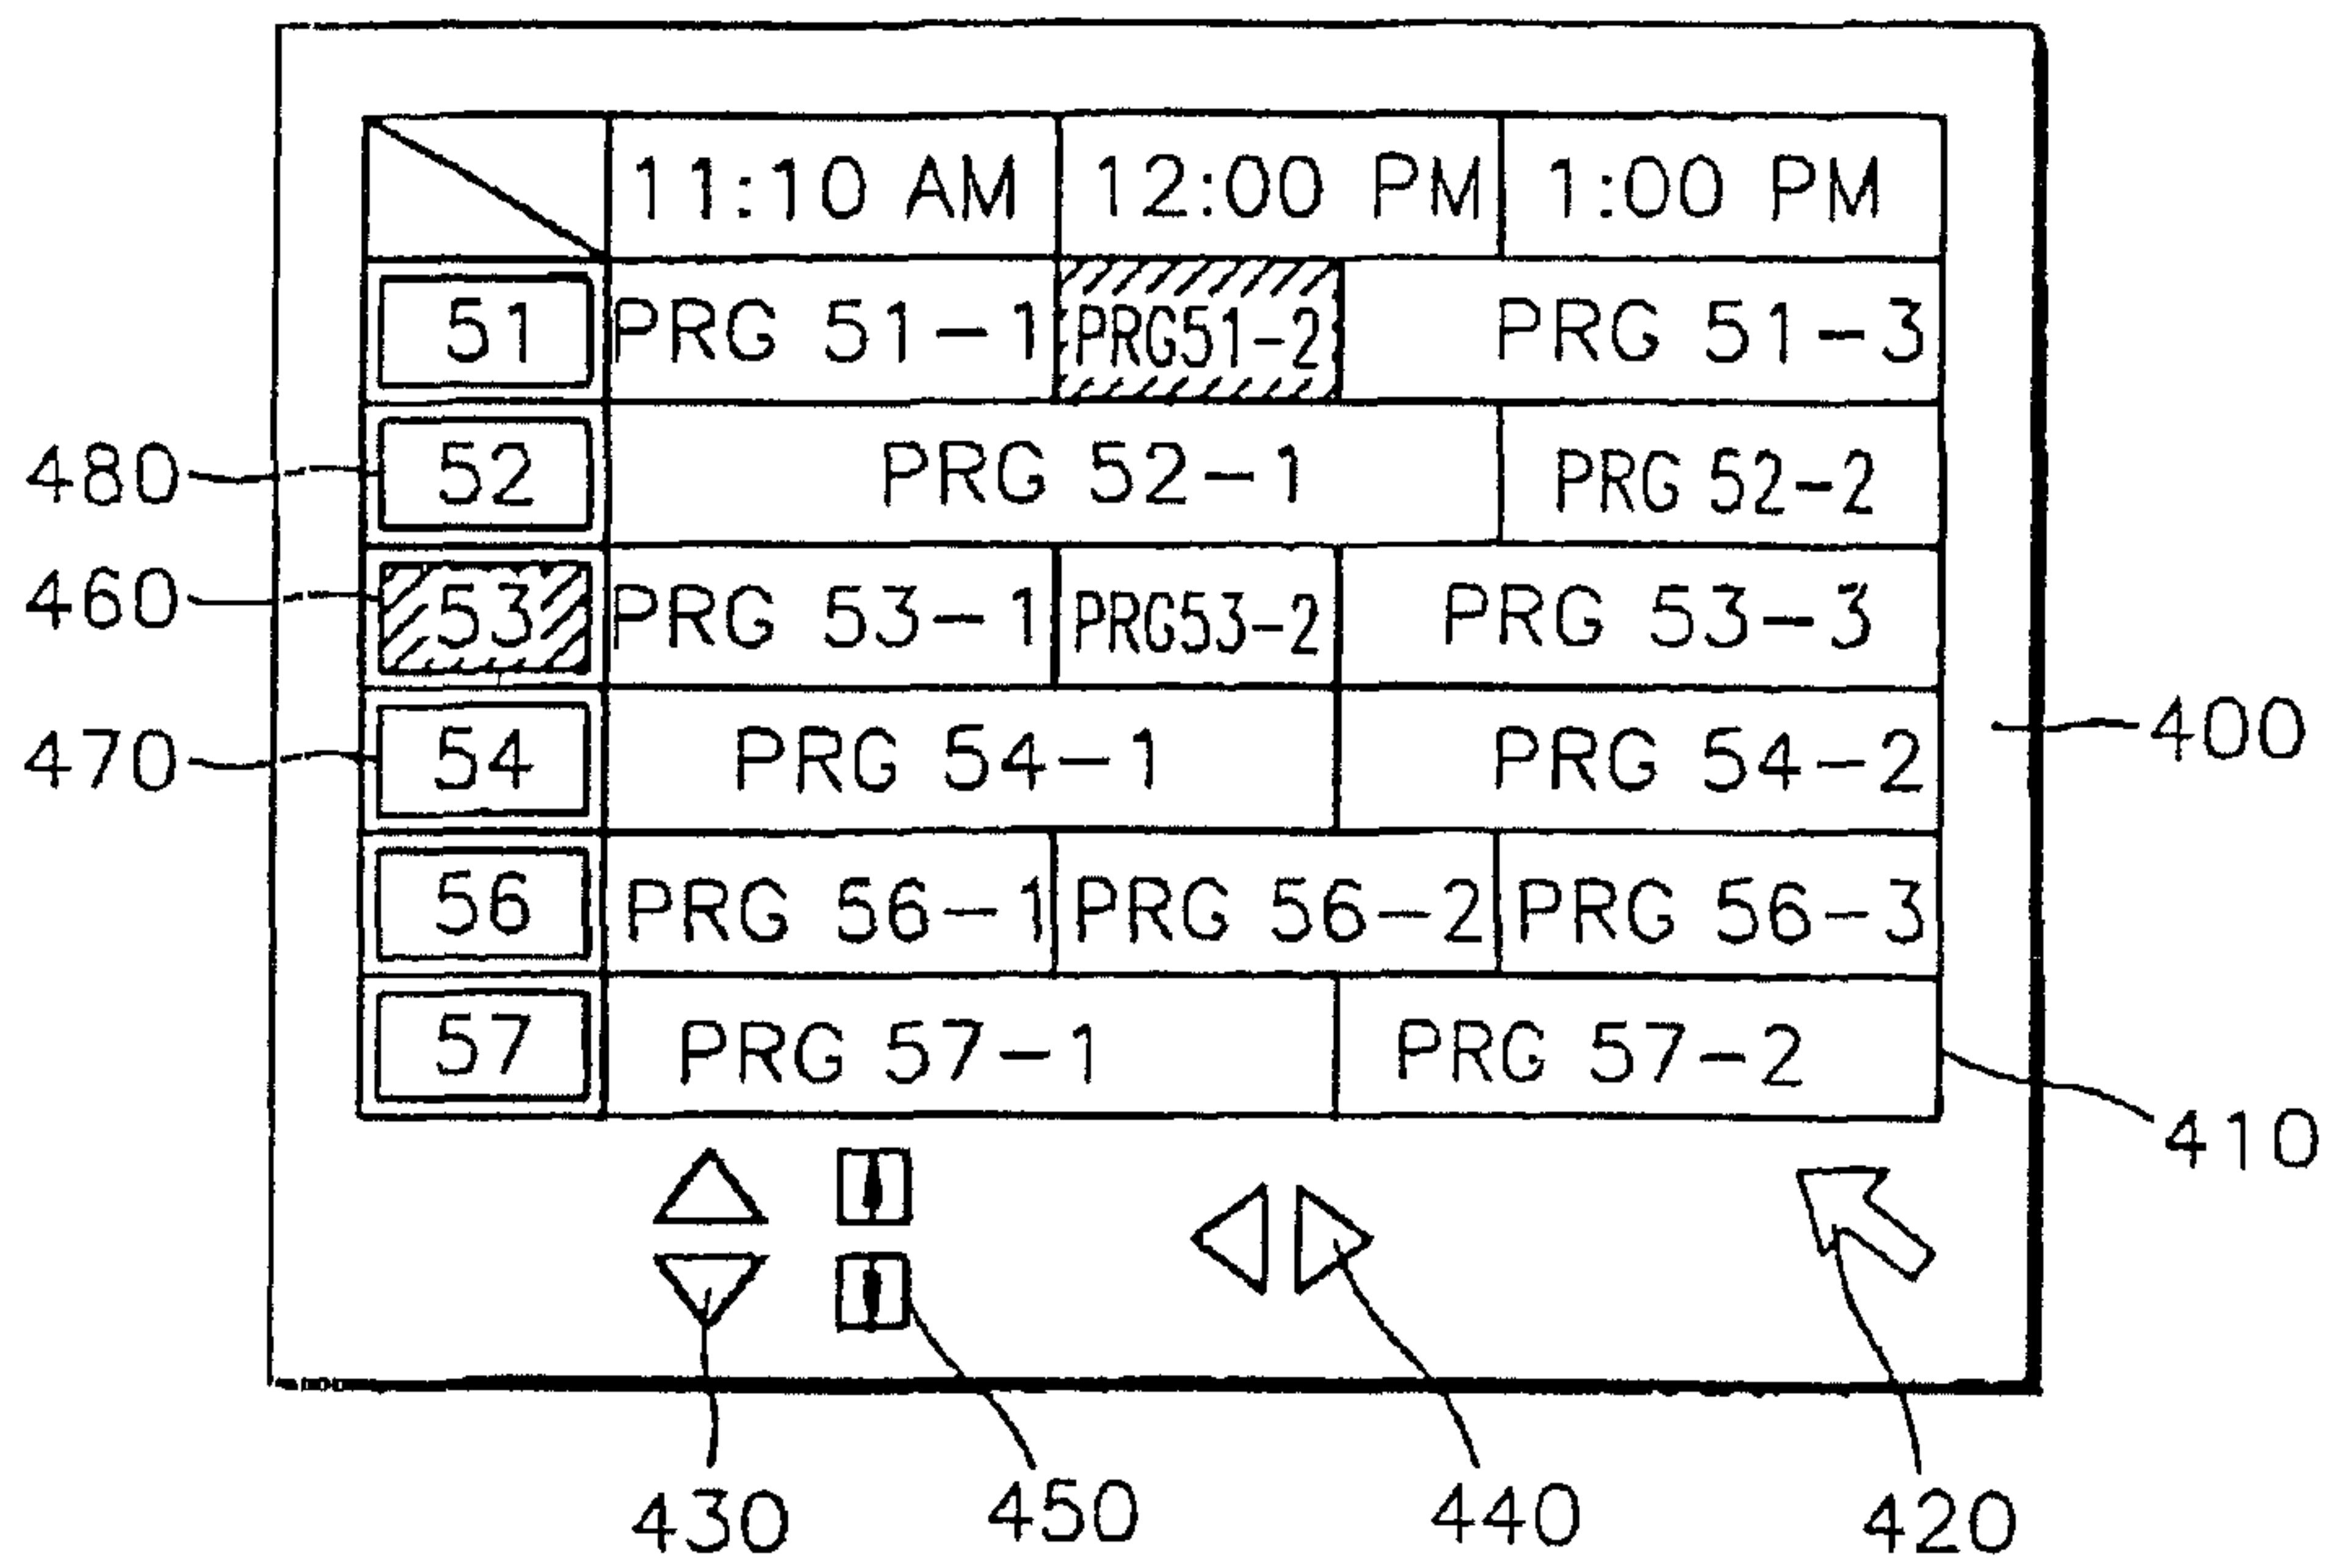 11:10 AM 12:00 PM 1:00 PM
51 PRG 51-1 PRG51-2 PRG 51-3
480 52 PRG 52-1 PRG 52-2
460 53 PRG 53-1 PRG53-2 PRG 53-3
470 54 PRG 54-1 PRG 54-2 400
56 PRG 56-1 PRG 56-2 PRG 56-3
57 PRG 57-1 PRG 57-2
410
430 450 440 420